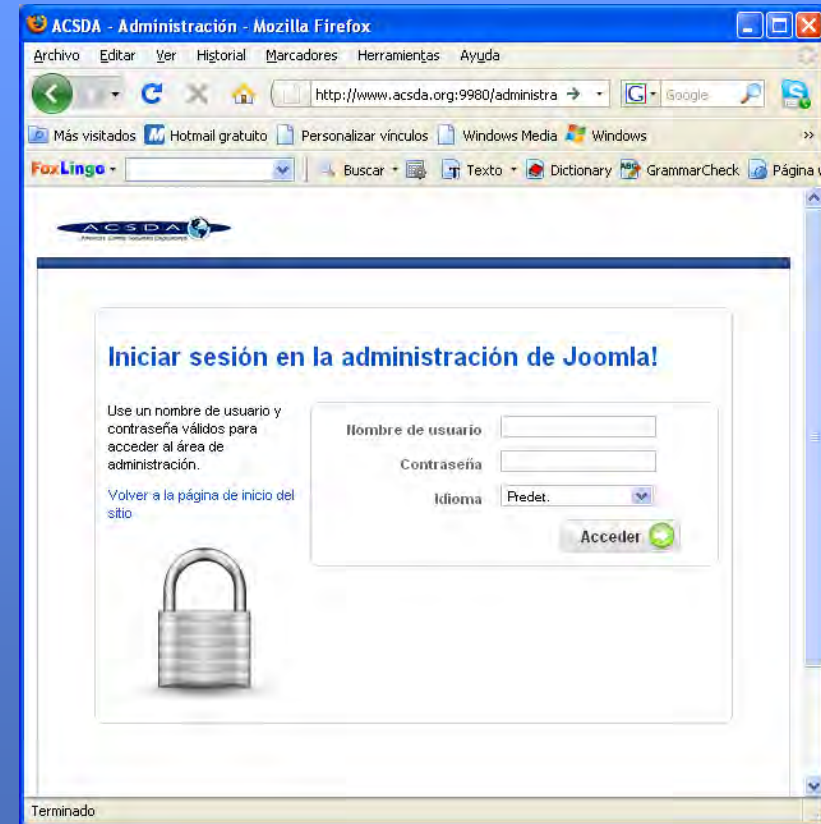 ACSDA - Administración - Mozilla Firefox
Archivo Editar Ver Historial Marcadores Herramientas Ayuda
http://www.acsda.org:9980/administra
G Google
Más visitados Hotmail gratuito Personalizar vínculos Windows Media Windows »
FoxLingo - Buscar Texto Dictionary GrammarCheck Página
ACSDA
Iniciar sesión en la administración de Joomla!
Use un nombre de usuario y
contraseña válidos para
acceder al área de
administración.
Volver a la página de inicio del
sitio
Nombre de usuario
Contraseña
Idioma Predet.
Acceder
Terminado